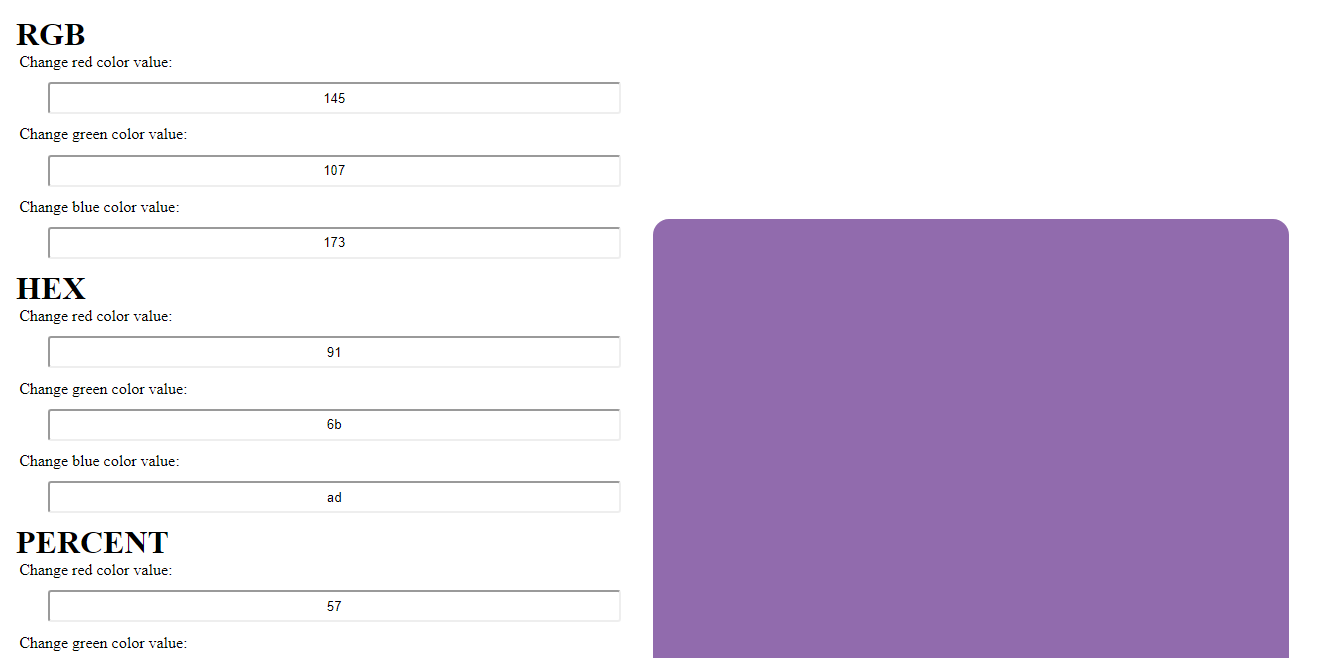 RGB
Change red color value:
145
Change green color value:
107
Change blue color value:
173
HEX
Change red color value:
91
Change green color value:
6b
Change blue color value:
ad
PERCENT
Change red color value:
57
Change green color value: